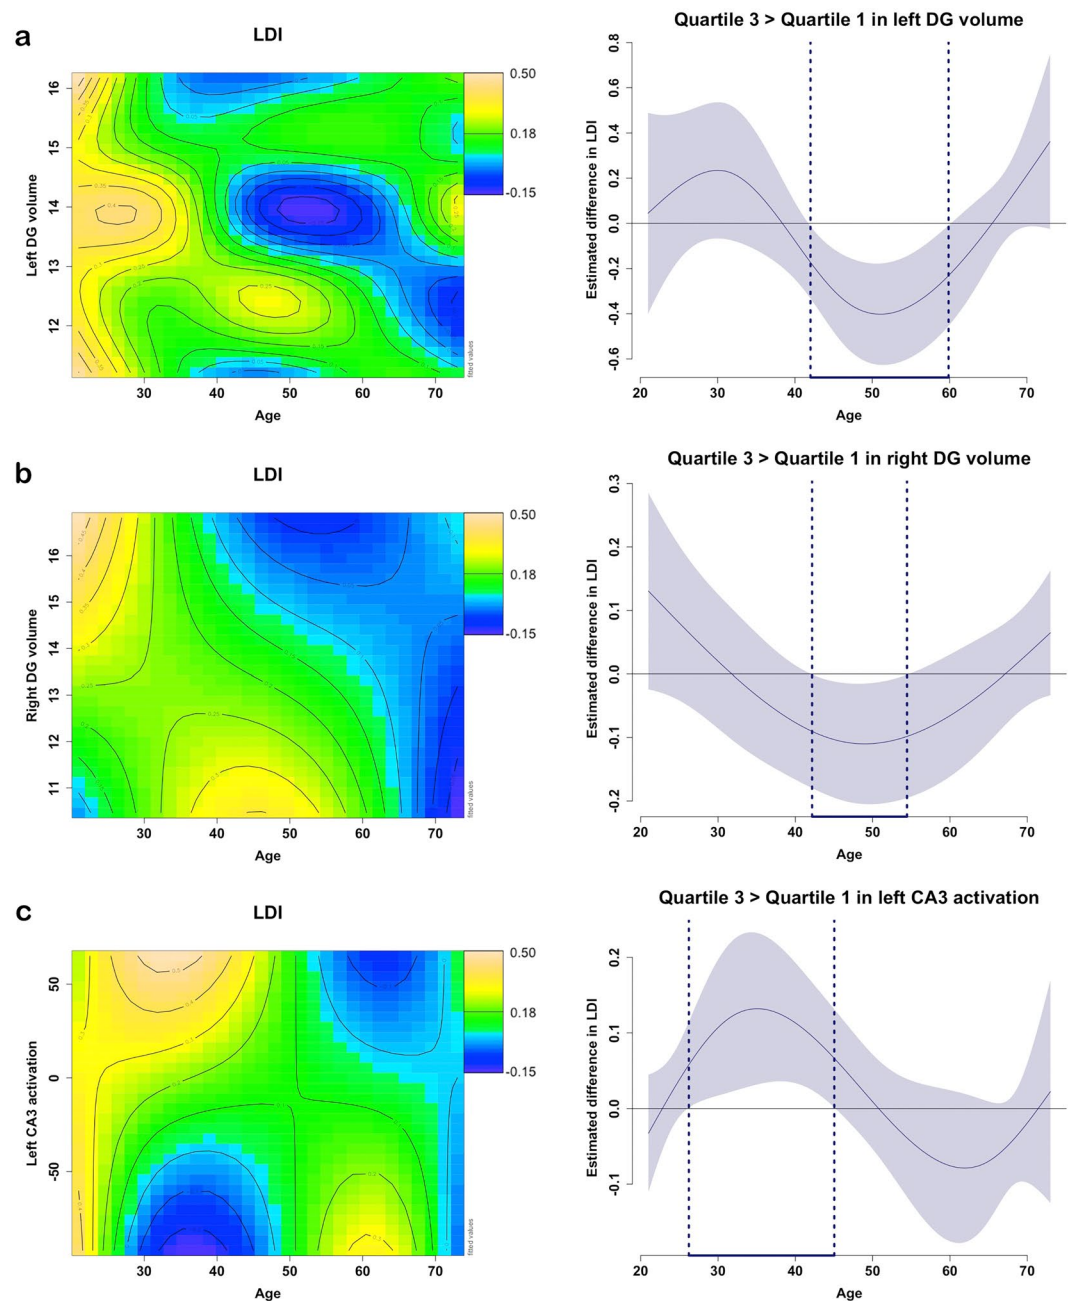 a
LDI
Quartile 3 > Quartile 1 in left DG volume
Left DG volume
16
15
14
13
12
0.50
0.18
-0.15
fitted values
30 40 50 60 70
Age
Estimated difference in LDI
0.8
0.6
0.4
0.2
0.0
-0.2
-0.4
-0.6
20 30 40 50 60 70
Age
b
LDI
Quartile 3 > Quartile 1 in right DG volume
Right DG volume
16
15
14
13
12
11
0.50
0.18
-0.15
fitted values
30 40 50 60 70
Age
Estimated difference in LDI
0.3
0.2
0.1
0.0
-0.1
-0.2
20 30 40 50 60 70
Age
c
LDI
Quartile 3 > Quartile 1 in left CA3 activation
Left CA3 activation
50
0
-50
0.50
0.18
-0.15
fitted values
30 40 50 60 70
Age
Estimated difference in LDI
0.2
0.1
0.0
-0.1
20 30 40 50 60 70
Age